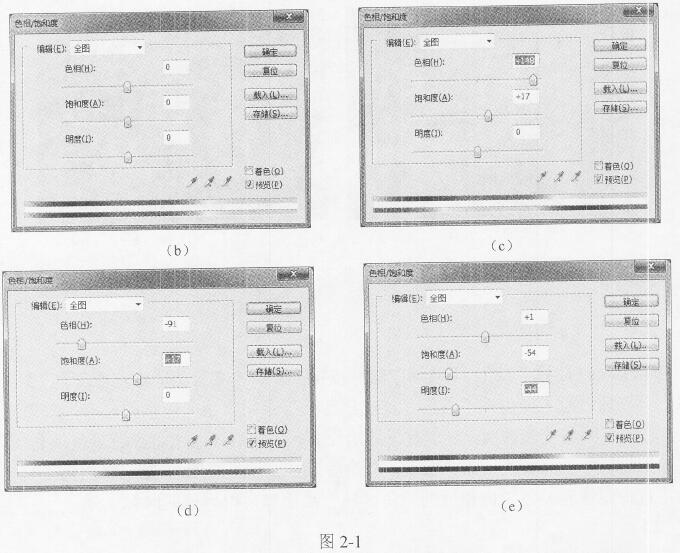 色相/饱和度
编辑(E): 全图
色相(H): 0
饱和度(A): 0
明度(I): 0
确定
复位
载入(L)...
存储(S)...
着色(O)
预览(P)
(b)
色相/饱和度
编辑(E): 全图
色相(H):
饱和度(A): +17
明度(I): 0
确定
复位
载入(L)...
存储(S)...
着色(O)
预览(P)
(c)
色相/饱和度
编辑(E): 全图
色相(H): -91
饱和度(A): +17
明度(I): 0
确定
复位
载入(L)...
存储(S)...
着色(O)
预览(P)
(d)
色相/饱和度
编辑(E): 全图
色相(H): +1
饱和度(A): -54
明度(I):
确定
复位
载入(L)...
存储(S)...
着色(O)
预览(P)
(e)
图 2-1